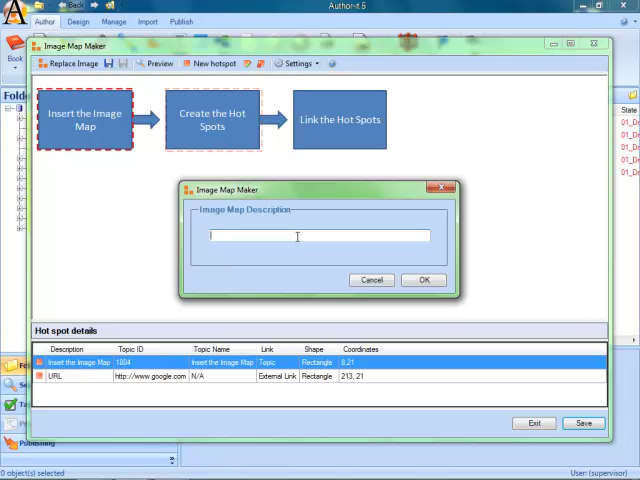 Back
Author-it 5
Author Design Manage Import Publish
Book
Image Map Maker
Replace Image Preview New hotspot Settings
Insert the Image Map
Create the Hot Spots
Link the Hot Spots
State
Image Map Maker
Image Map Description
Cancel OK
Hot spot details
Description Topic ID Topic Name Link Shape Coordinates
Insert the Image Map 1884 Insert the Image Map Topic Rectangle 8,21
URL http://www.google.com N/A External Link Rectangle 213, 21
Exit Save
Publishing
0 object(s) selected User: (supervisor)